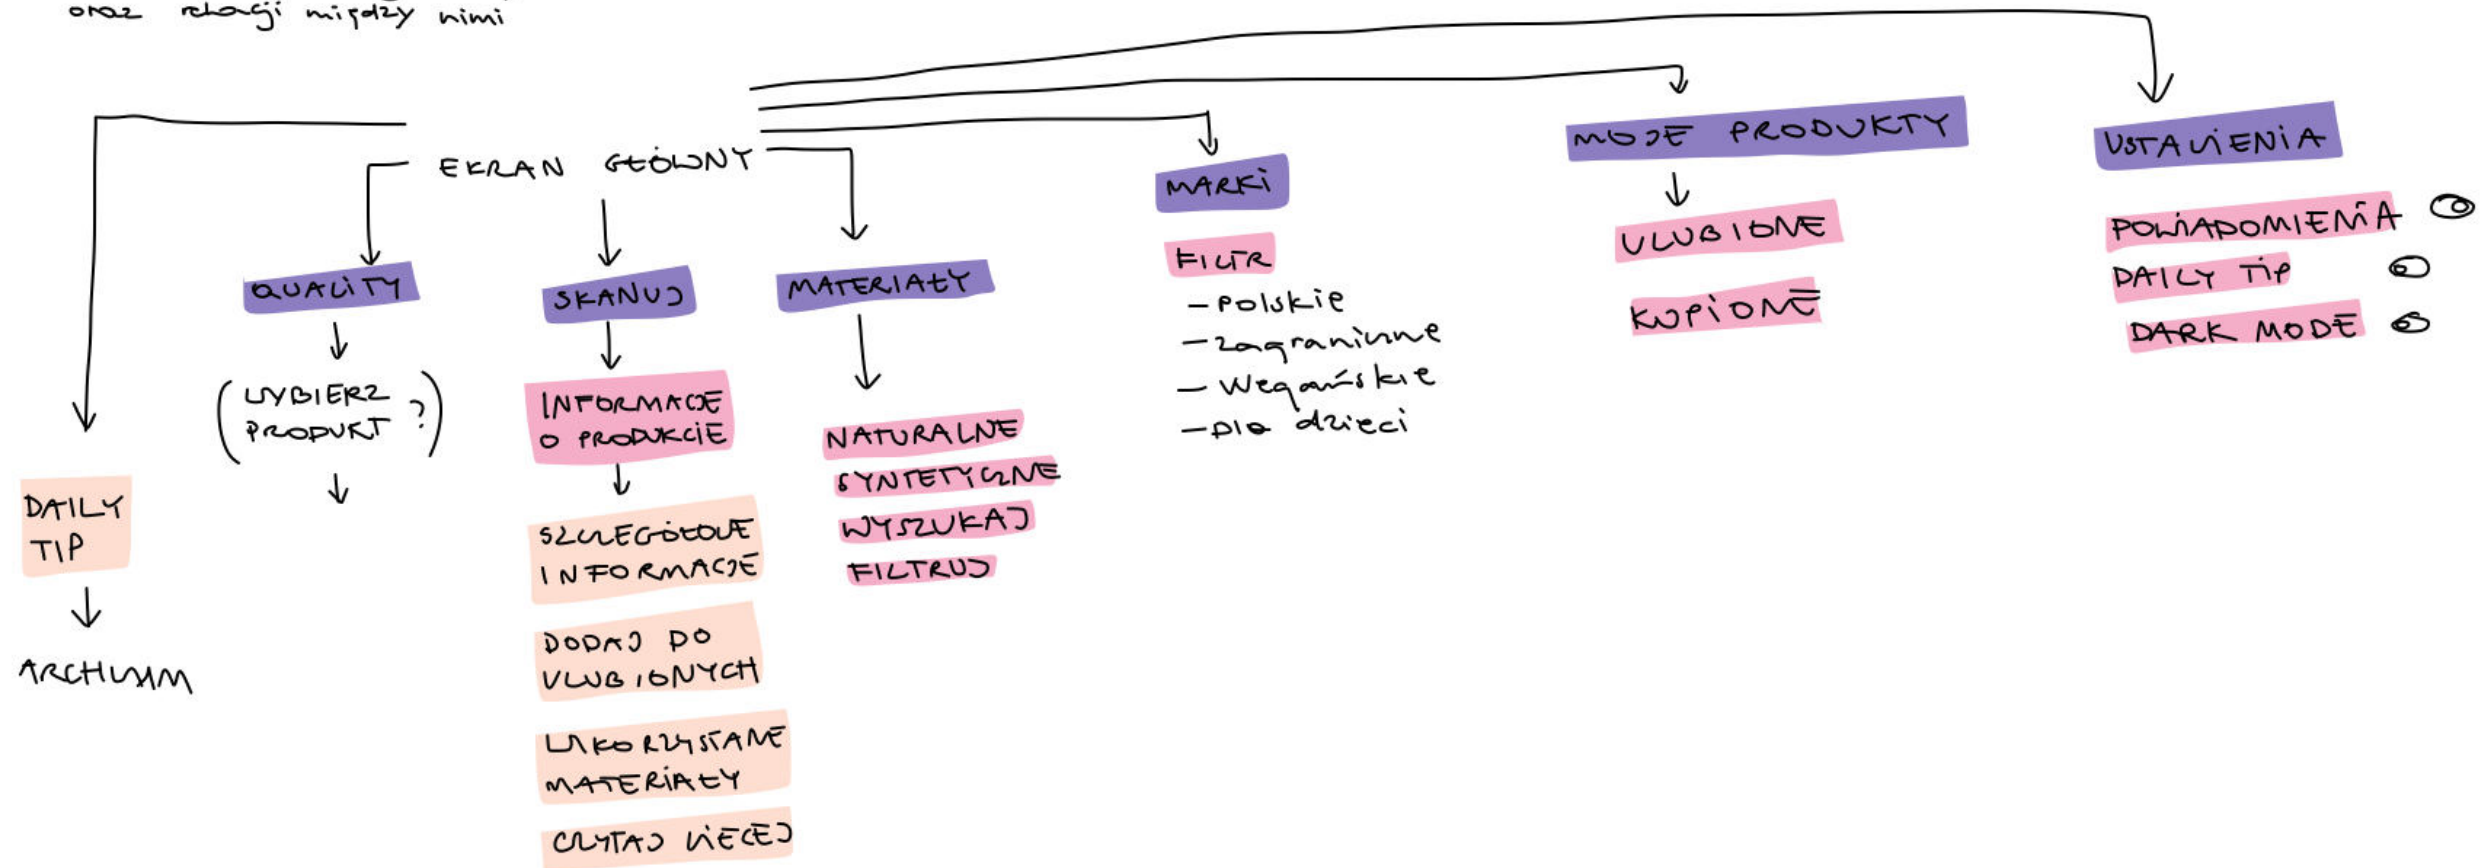 oraz relacji między nimi
EKRAN GŁÓWNY
DAILY
TIP
ARCHIWUM
QUALITY
(WYBIERZ
PRODUKT ?)
SKANUJ
INFORMACJE
O PRODUKCIE
SZCZEGÓŁOWE
INFORMACJE
DODAJ DO
ULUBIONYCH
WYKORZYSTANE
MATERIAŁY
CZYTAJ WIĘCEJ
MATERIAŁY
NATURALNE
SYNTETYCZNE
WYSZUKAJ
FILTRUJ
MARKI
FILTR
- Polskie
- zagraniczne
- Wegańskie
- Dla dzieci
MOJE PRODUKTY
ULUBIONE
KUPIONE
USTAWIENIA
POWIADOMIENIA
DAILY TIP
DARK MODE